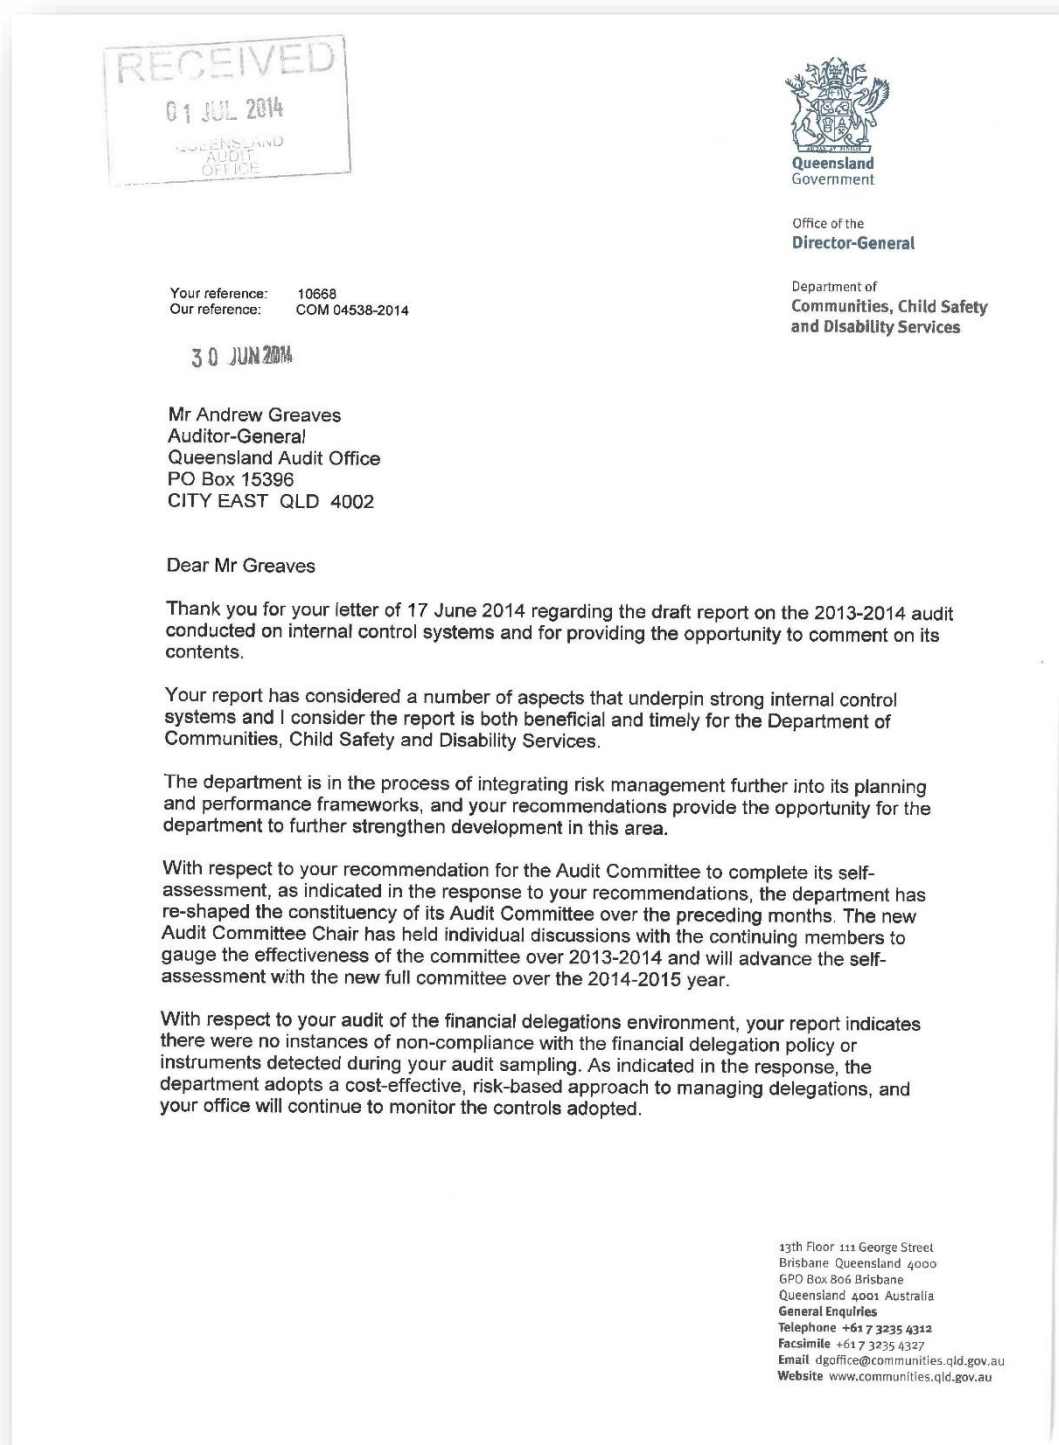 RECEIVED
01 JUL 2014
QUEENSLAND
AUDIT
OFFICE
Queensland
Government
Office of the
Director-General
Department of
Communities, Child Safety
and Disability Services
Your reference: 10668
Our reference: COM 04538-2014
30 JUN 2014
Mr Andrew Greaves
Auditor-General
Queensland Audit Office
PO Box 15396
CITY EAST QLD 4002
Dear Mr Greaves
Thank you for your letter of 17 June 2014 regarding the draft report on the 2013-2014 audit
conducted on internal control systems and for providing the opportunity to comment on its
contents.
Your report has considered a number of aspects that underpin strong internal control
systems and I consider the report is both beneficial and timely for the Department of
Communities, Child Safety and Disability Services.
The department is in the process of integrating risk management further into its planning
and performance frameworks, and your recommendations provide the opportunity for the
department to further strengthen development in this area.
With respect to your recommendation for the Audit Committee to complete its self-
assessment, as indicated in the response to your recommendations, the department has
re-shaped the constituency of its Audit Committee over the preceding months. The new
Audit Committee Chair has held individual discussions with the continuing members to
gauge the effectiveness of the committee over 2013-2014 and will advance the self-
assessment with the new full committee over the 2014-2015 year.
With respect to your audit of the financial delegations environment, your report indicates
there were no instances of non-compliance with the financial delegation policy or
instruments detected during your audit sampling. As indicated in the response, the
department adopts a cost-effective, risk-based approach to managing delegations, and
your office will continue to monitor the controls adopted.
13th Floor 111 George Street
Brisbane Queensland 4000
GPO Box 806 Brisbane
Queensland 4001 Australia
General Enquiries
Telephone +61 7 3235 4312
Facsimile +61 7 3235 4327
Email dgoffice@communities.qld.gov.au
Website www.communities.qld.gov.au